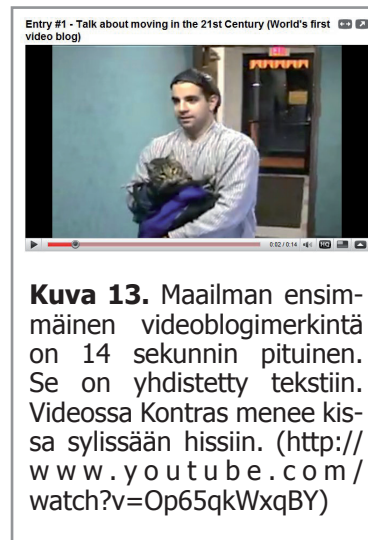 Entry #1 - Talk about moving in the 21st Century (World's first
video blog)
0:02 / 0:14
HQ
Kuva 13. Maailman ensim-
mäinen videoblogimerkintä
on 14 sekunnin pituinen.
Se on yhdistetty tekstiin.
Videossa Kontras menee kis-
sa sylissään hissiin. (http://
www.youtube.com/
watch?v=Op65qkWxqBY)